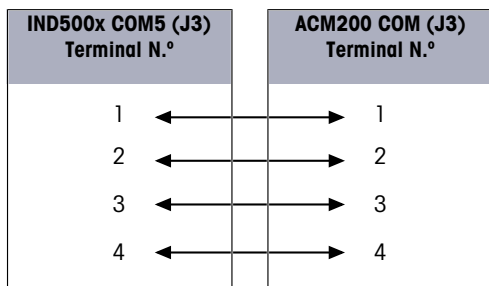 IND500x COM5 (J3)
Terminal N.º
ACM200 COM (J3)
Terminal N.º
1 1
2 2
3 3
4 4